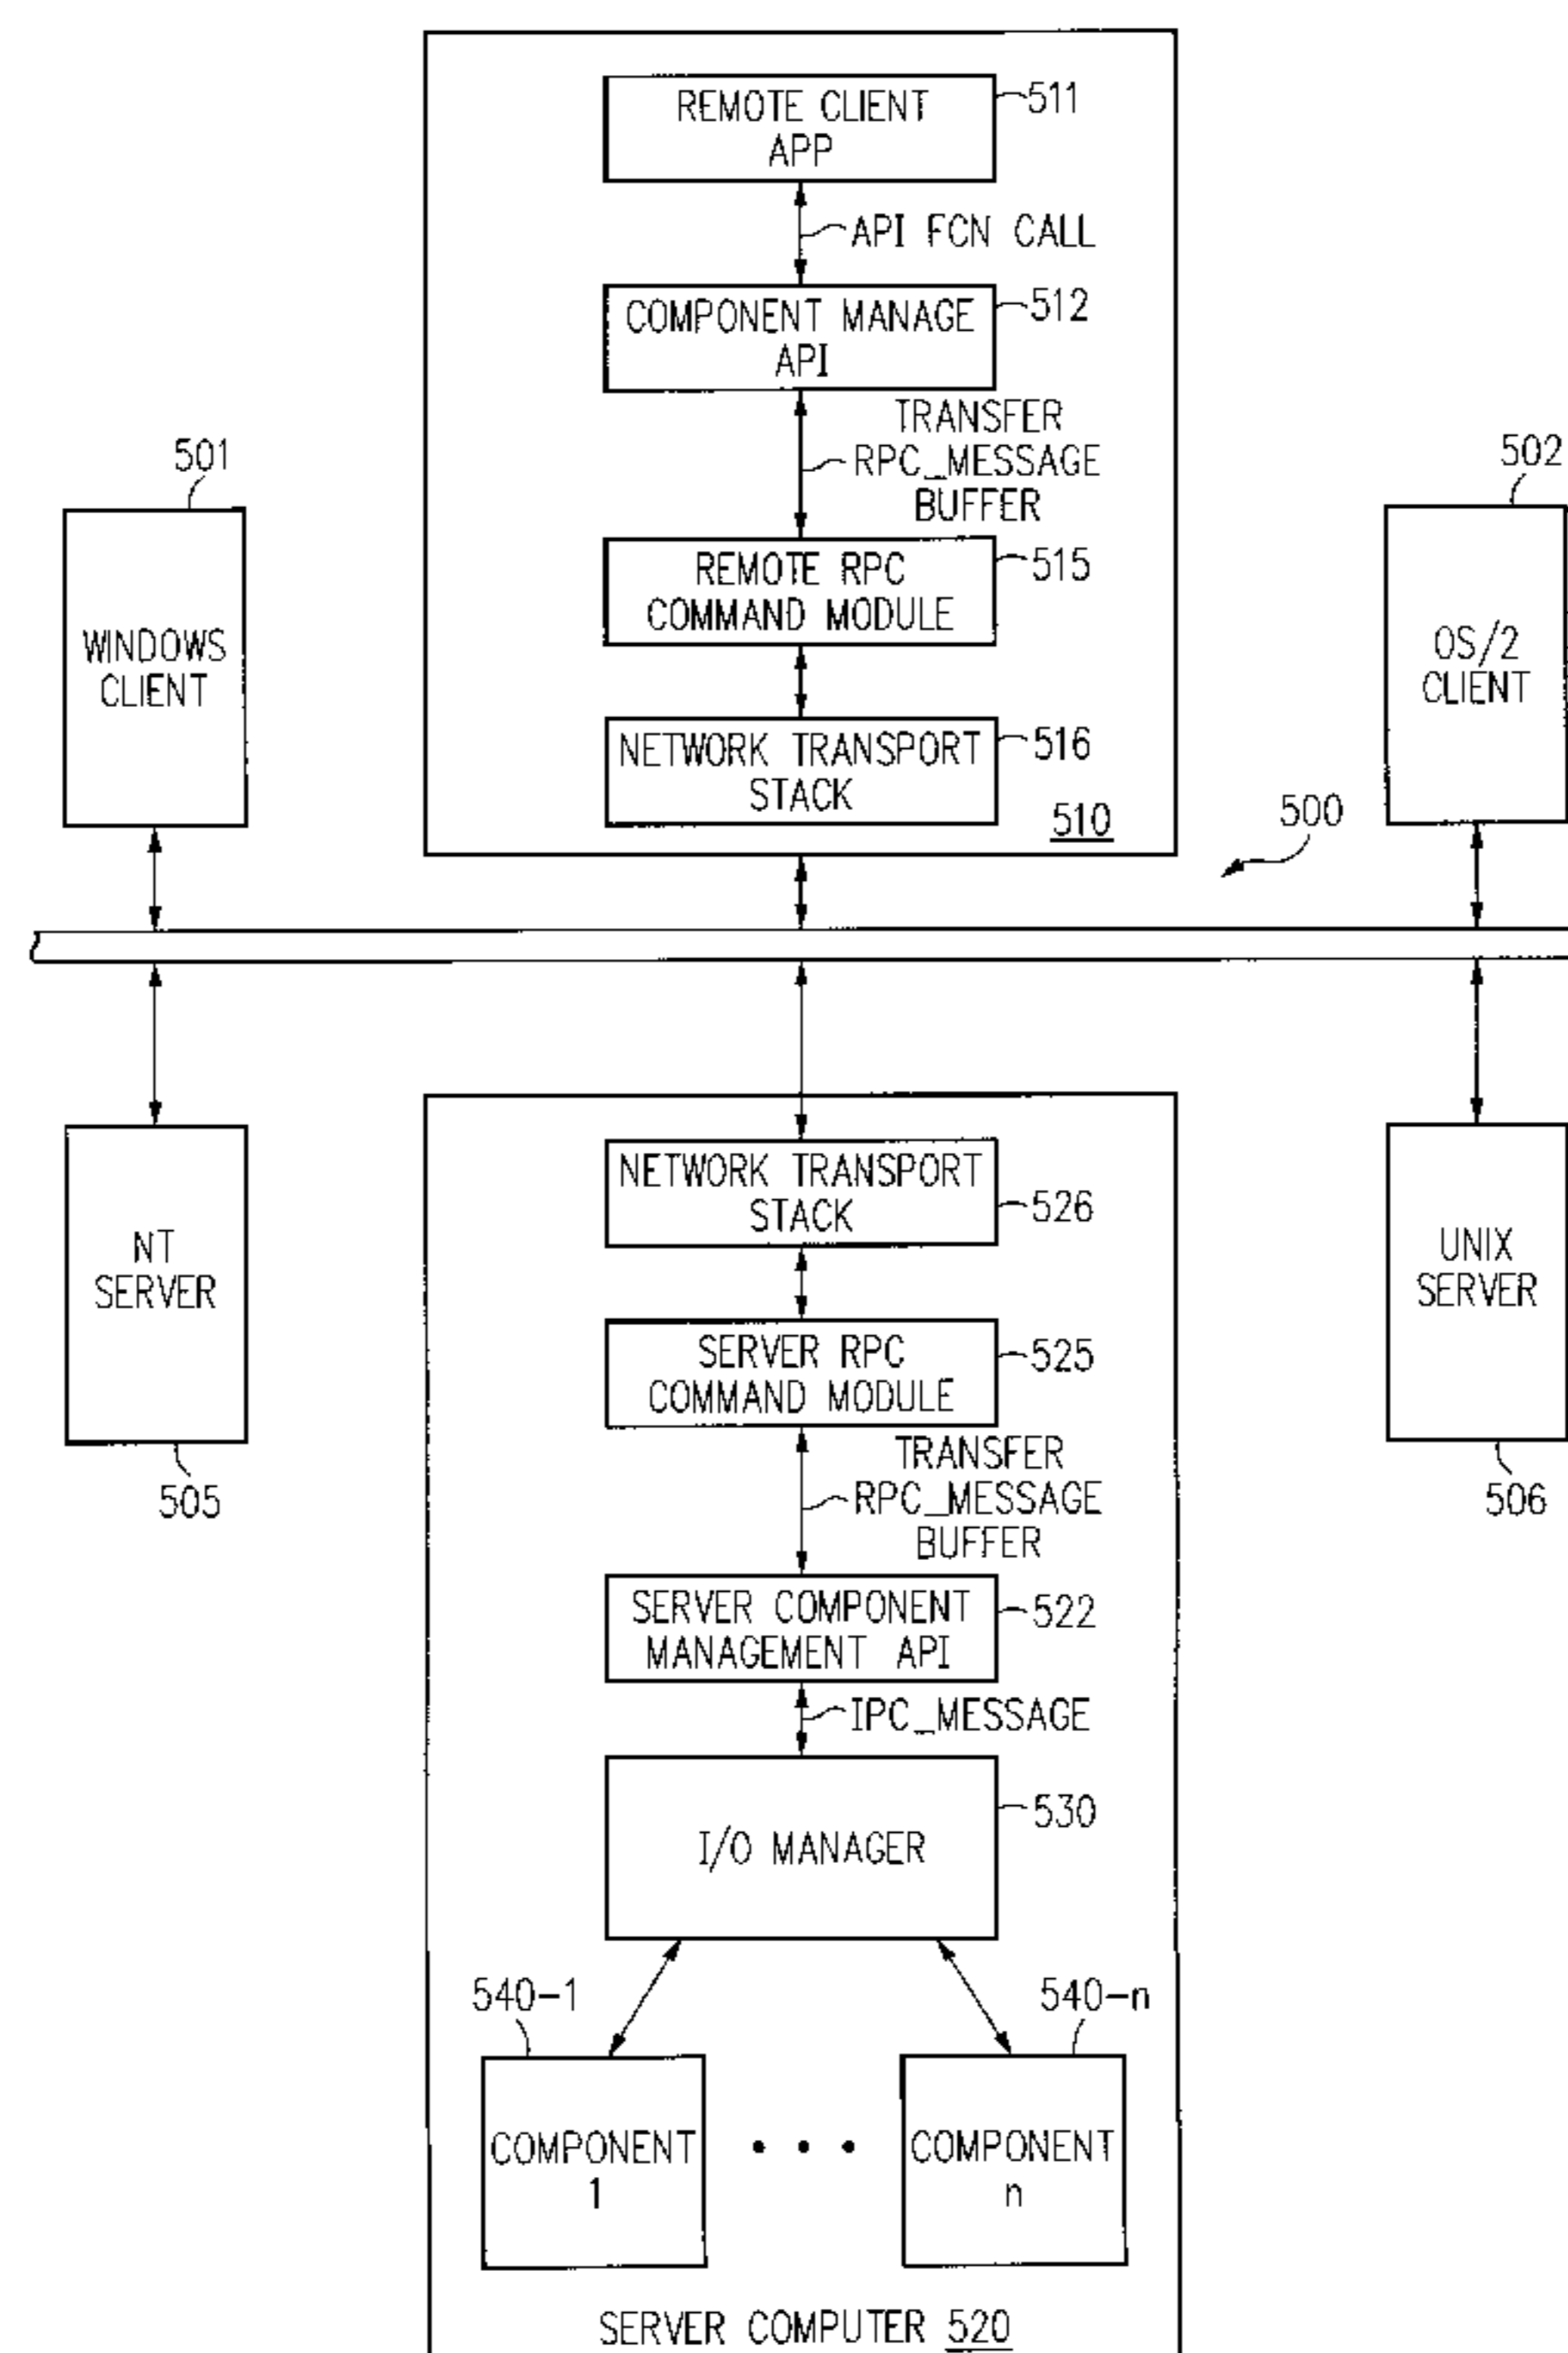 REMOTE CLIENT
APP
511
API FCN CALL
COMPONENT MANAGE
API
512
TRANSFER
RPC_MESSAGE
BUFFER
501
WINDOWS
CLIENT
REMOTE RPC
COMMAND MODULE
515
502
OS/2
CLIENT
NETWORK TRANSPORT
STACK
516
510
500
NETWORK TRANSPORT
STACK
526
NT
SERVER
505
SERVER RPC
COMMAND MODULE
525
UNIX
SERVER
506
TRANSFER
RPC_MESSAGE
BUFFER
SERVER COMPONENT
MANAGEMENT API
522
IPC_MESSAGE
I/O MANAGER
530
540-1
540-n
COMPONENT
1
COMPONENT
n
SERVER COMPUTER 520